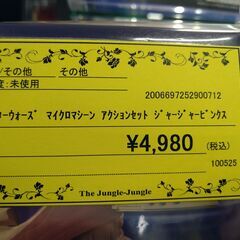 /その他 その他
度:未使用
2006697252900712
ターウォーズ マイクロマシーン アクションセット ジャージャービンクス
¥4,980 (税込)
100525
The Jungle-Jungle